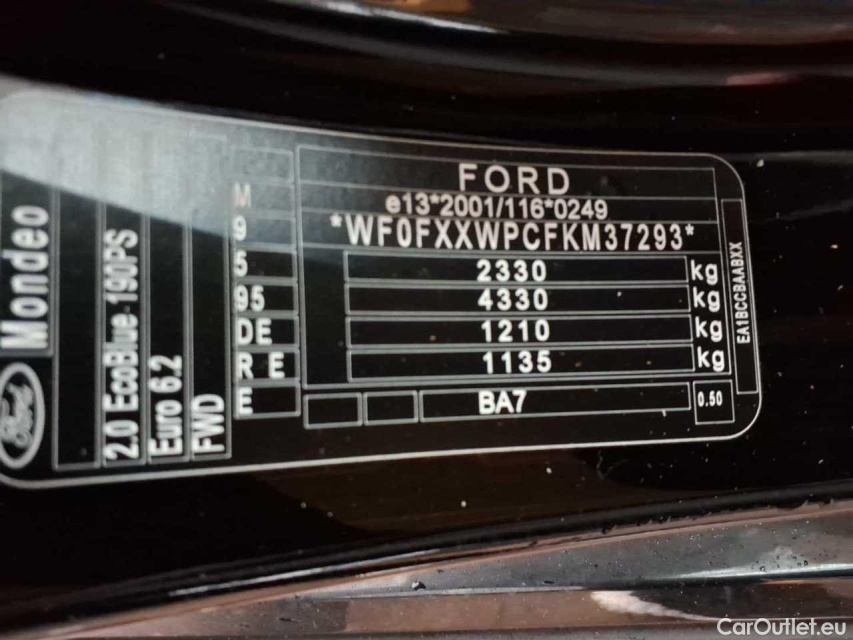 Mondeo
Ford
2.0 EcoBlue 190PS
Euro 6.2
FWD
M
9
5
95
DE
R E
E
FORD
e13*2001/116*0249
*WF0FXXWPCFKM37293*
2330 kg
4330 kg
1210 kg
1135 kg
BA7
0.50
EA1BCCBAABXX
CarOutlet.eu